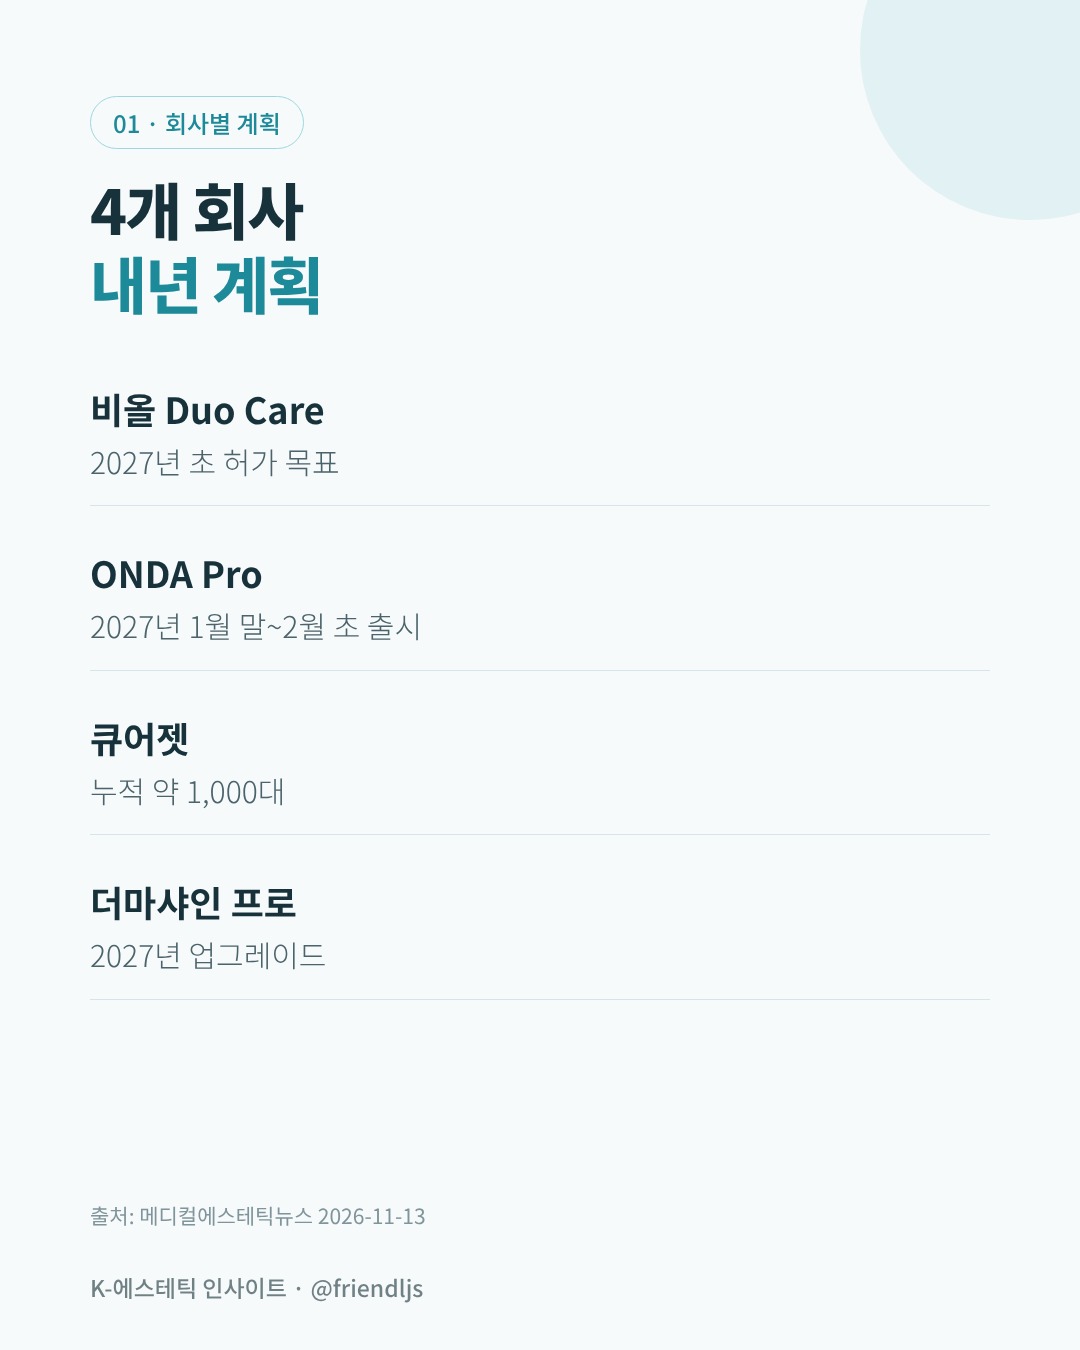 01 · 회사별 계획
4개 회사
내년 계획
비올 Duo Care
2027년 초 허가 목표
ONDA Pro
2027년 1월 말~2월 초 출시
큐어젯
누적 약 1,000대
더마샤인 프로
2027년 업그레이드
출처: 메디컬에스테틱뉴스 2026-11-13
K-에스테틱 인사이트 · @friendljs